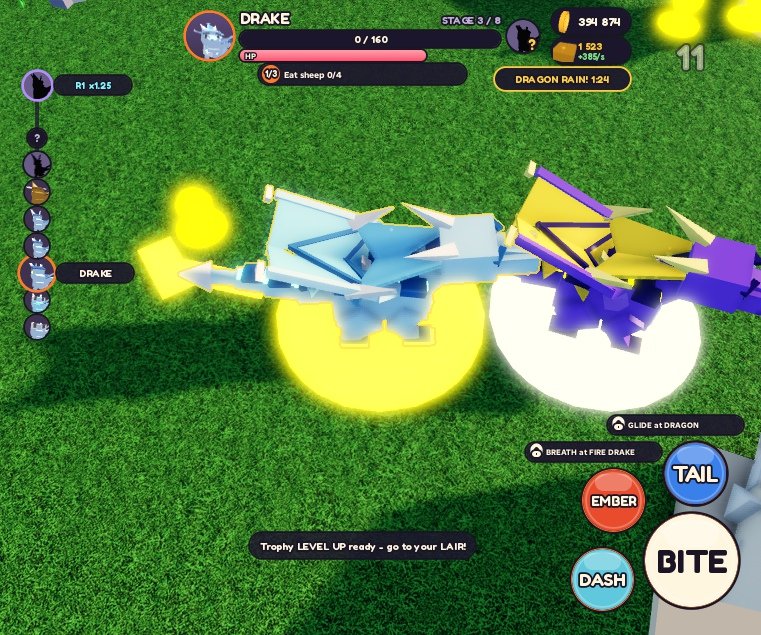 DRAKE
STAGE 3 / 8
0 / 160
HP
1/3 Eat sheep 0/4
?
394 874
1 523
+385/s
DRAGON RAIN! 1:24
11
R1 x1.25
?
DRAKE
GLIDE at DRAGON
BREATH at FIRE DRAKE
TAIL
EMBER
BITE
DASH
Trophy LEVEL UP ready - go to your LAIR!